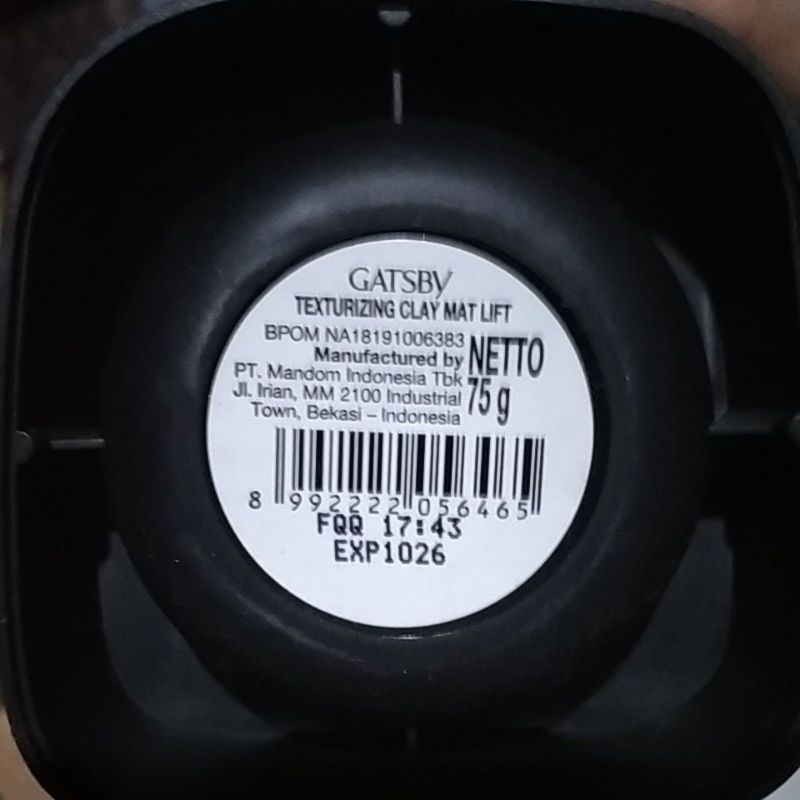 GATSBY
TEXTURIZING CLAY MAT LIFT
BPOM NA18191006383
Manufactured by
PT. Mandom Indonesia Tbk
Jl. Irian, MM 2100 Industrial
Town, Bekasi – Indonesia
NETTO
75 g
8 992222 056465
FQQ 17:43
EXP1026